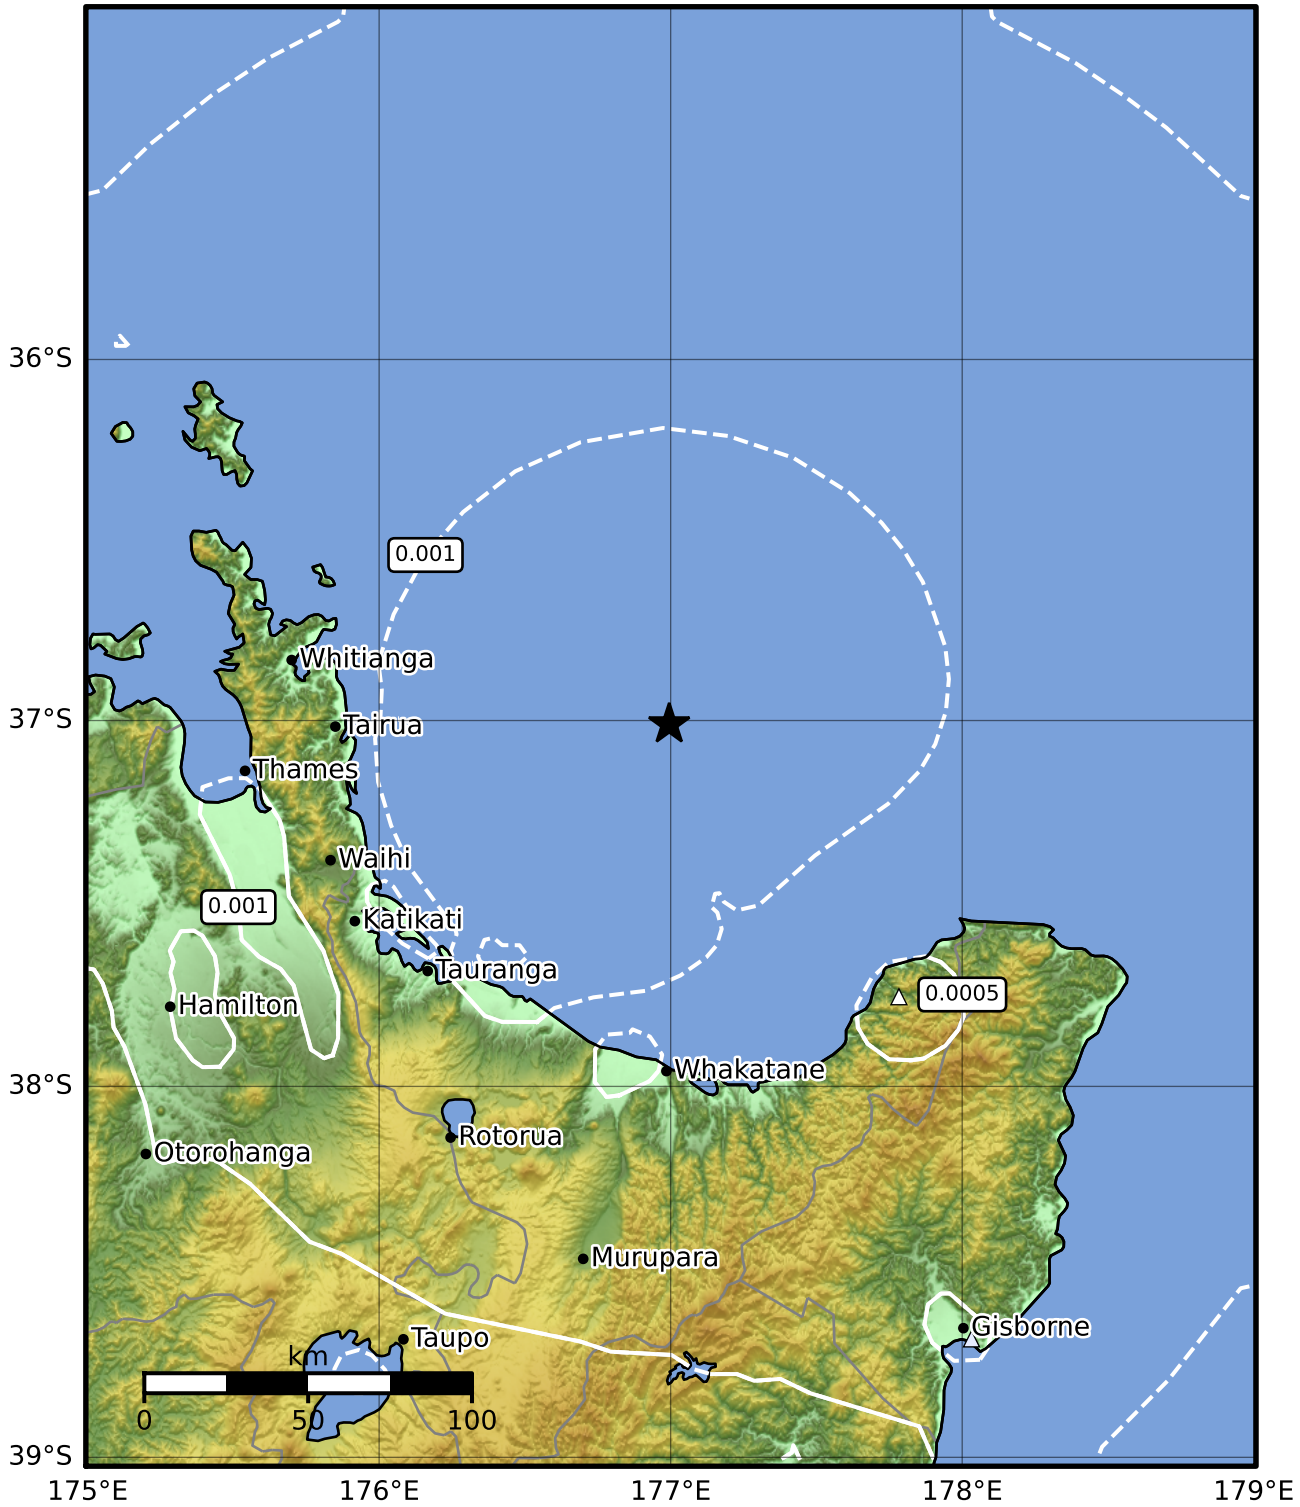 36°S
0.001
Whitianga
37°S
Tairua
Thames
Waihi
0.001
Katikati
Tauranga
0.0005
Hamilton
Whakatane
38°S
Rotorua
Otorohanga
Murupara
Gisborne
Taupo
km
0 50 100
39°S
175°E 176°E 177°E 178°E 179°E